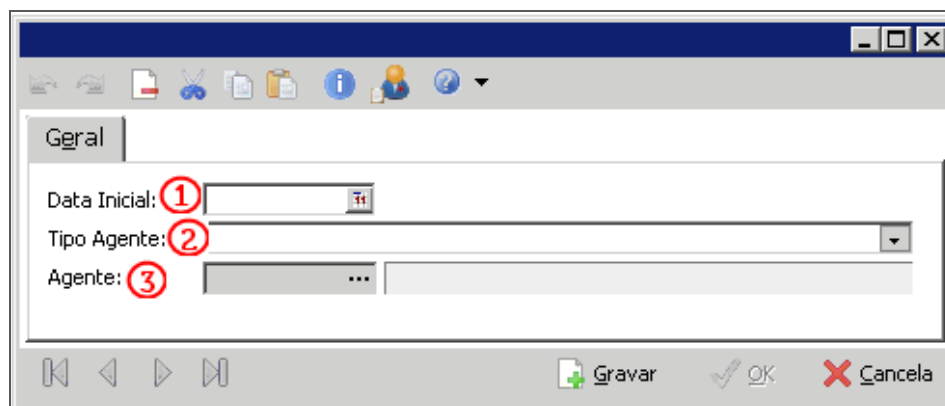 Geral
Data Inicial: 1
Tipo Agente: 2
Agente: 3 ...
Gravar OK Cancela